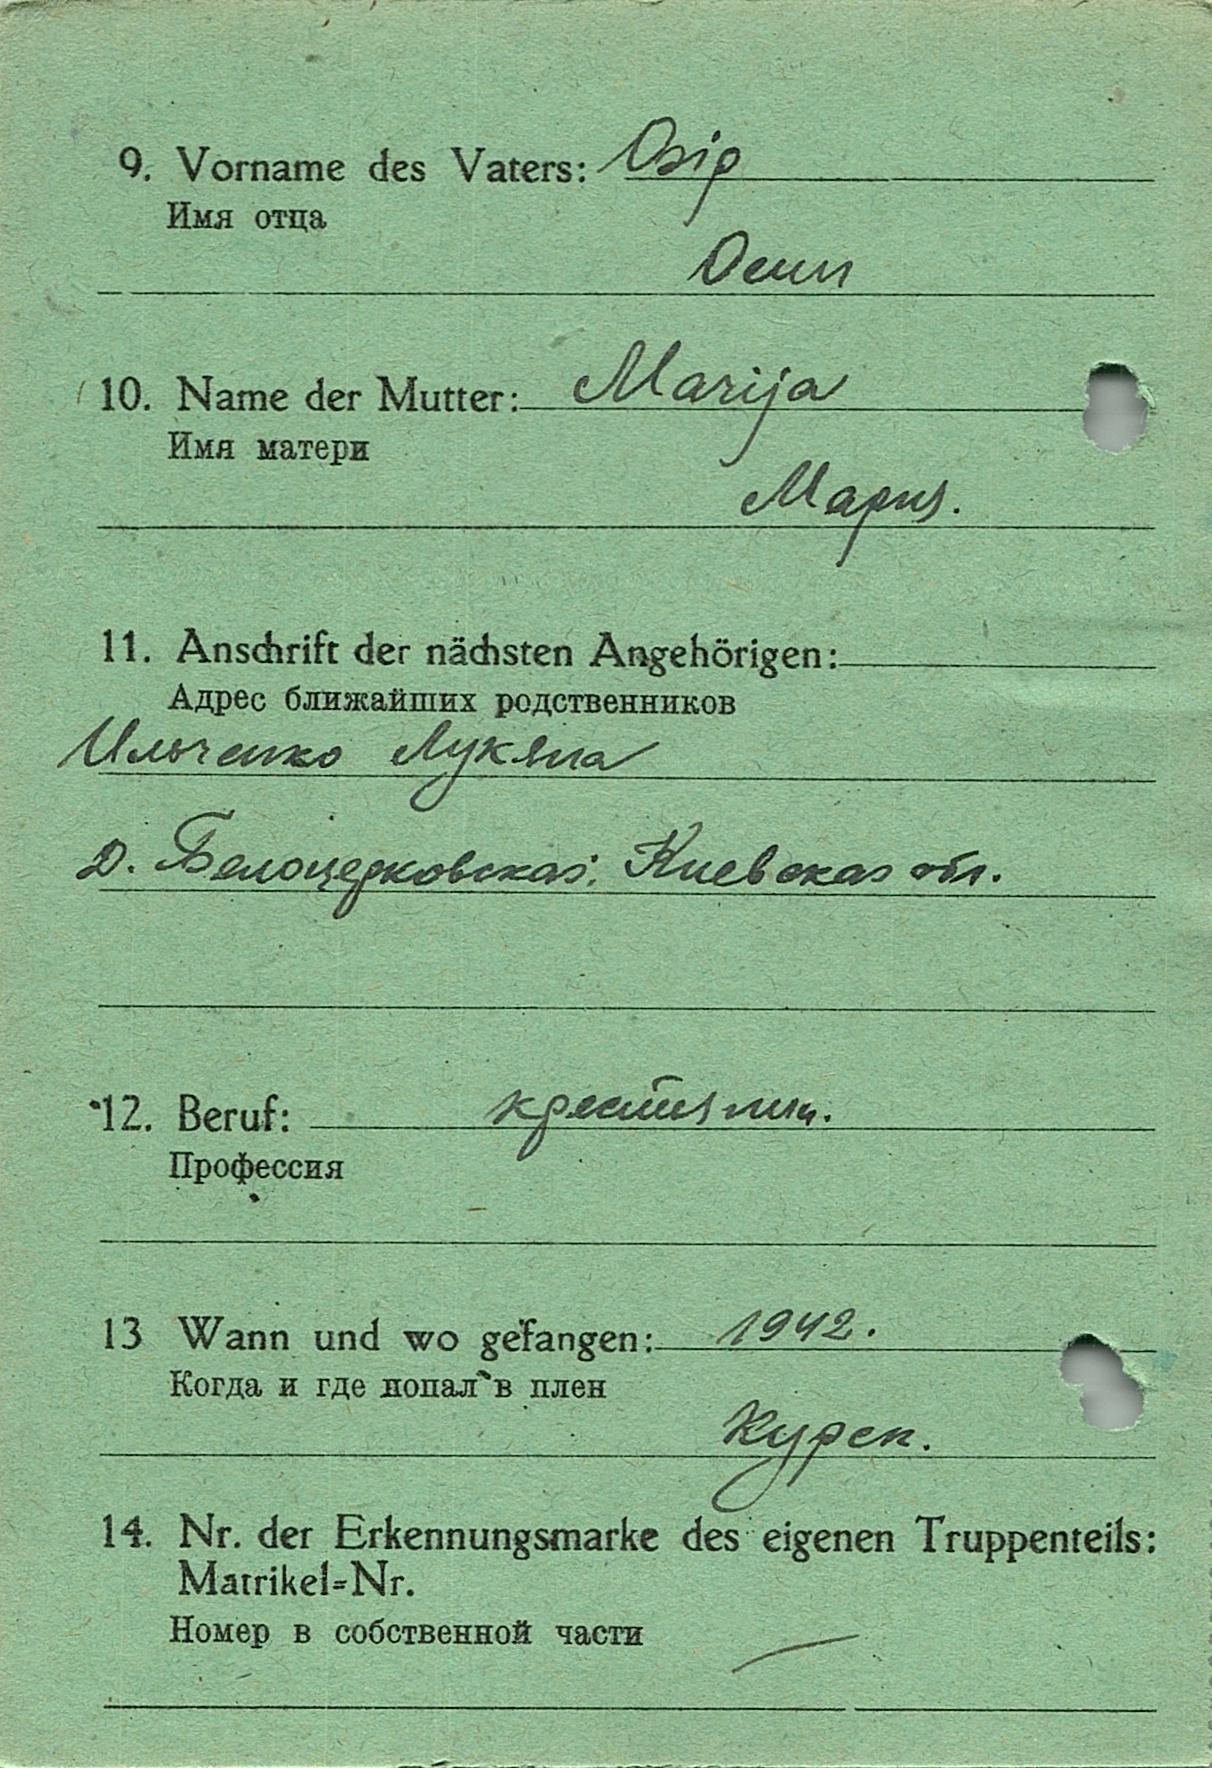 9. Vorname des Vaters: Osip
Имя отца
Осип
10. Name der Mutter: Marija
Имя матери
Мария.
11. Anschrift der nächsten Angehörigen:
Адрес ближайших родственников
Ильченко Лукяна
д. Белоцерковская, Киевская обл.
12. Beruf: крестиянин.
Профессия
13 Wann und wo gefangen: 1942.
Когда и где попал в плен
Курск.
14. Nr. der Erkennungsmarke des eigenen Truppenteils:
Matrikel=Nr.
Номер в собственной части